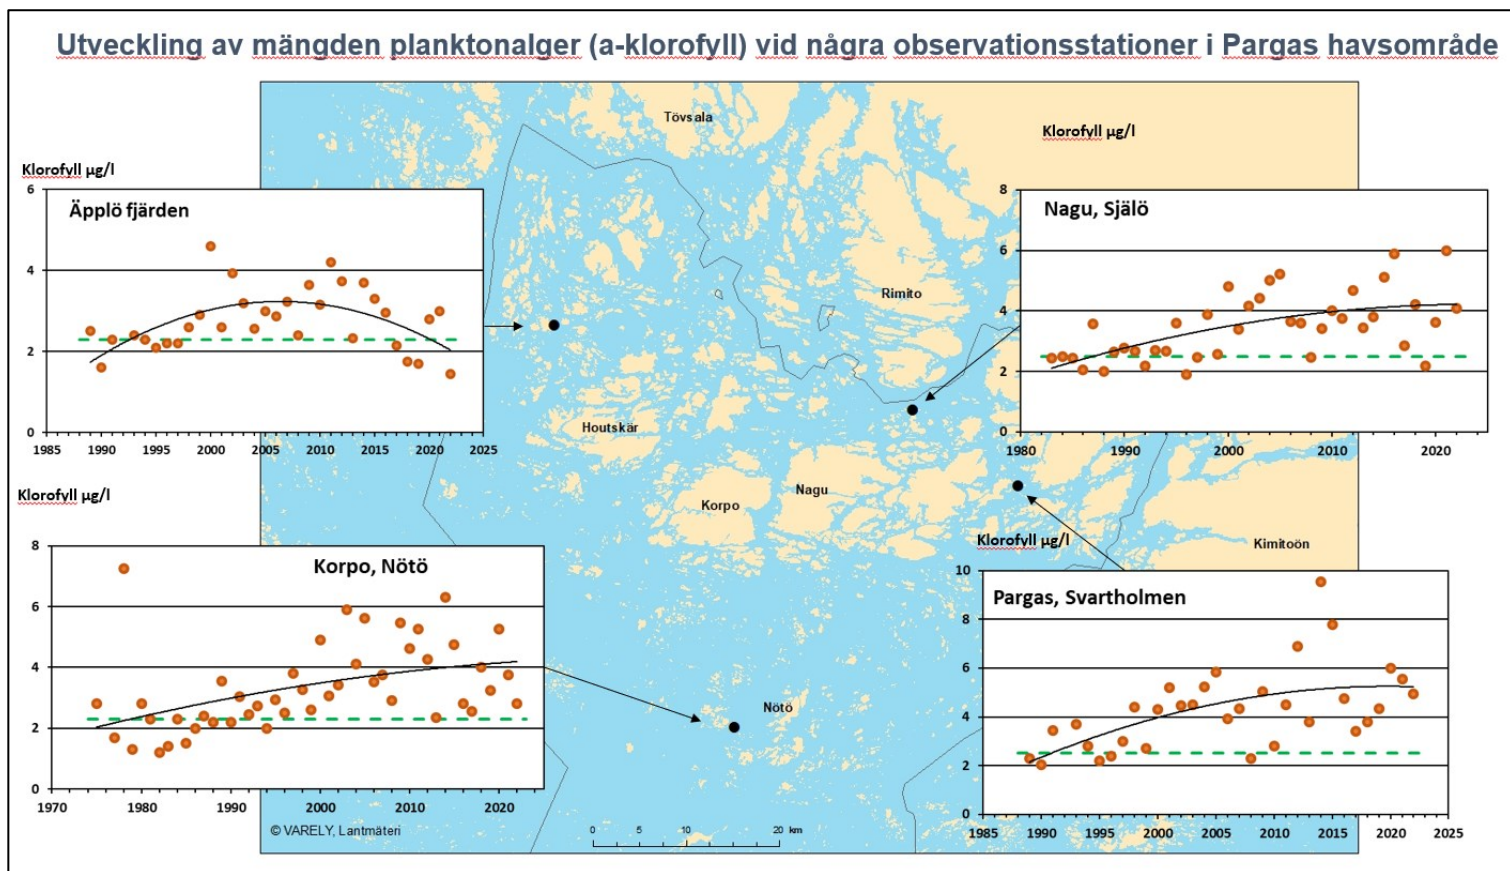 Utveckling av mängden planktonalger (a-klorofyll) vid några observationsstationer i Pargas havsområde
Tövsala
Klorofyll µg/l
Klorofyll µg/l
6
4
2
0
Äpplö fjärden
1985 1990 1995 2000 2005 2010 2015 2020 2025
8
6
4
2
0
Nagu, Själö
1980 1990 2000 2010 2020
Rimito
Houtskär
Nagu
Korpo
Kimitoön
Klorofyll µg/l
8
6
4
2
0
Korpo, Nötö
1970 1980 1990 2000 2010 2020
© VARELY, Lantmäteri
Klorofyll µg/l
10
8
6
4
2
0
Pargas, Svartholmen
1985 1990 1995 2000 2005 2010 2015 2020 2025
Nötö
0 5 10 20 km